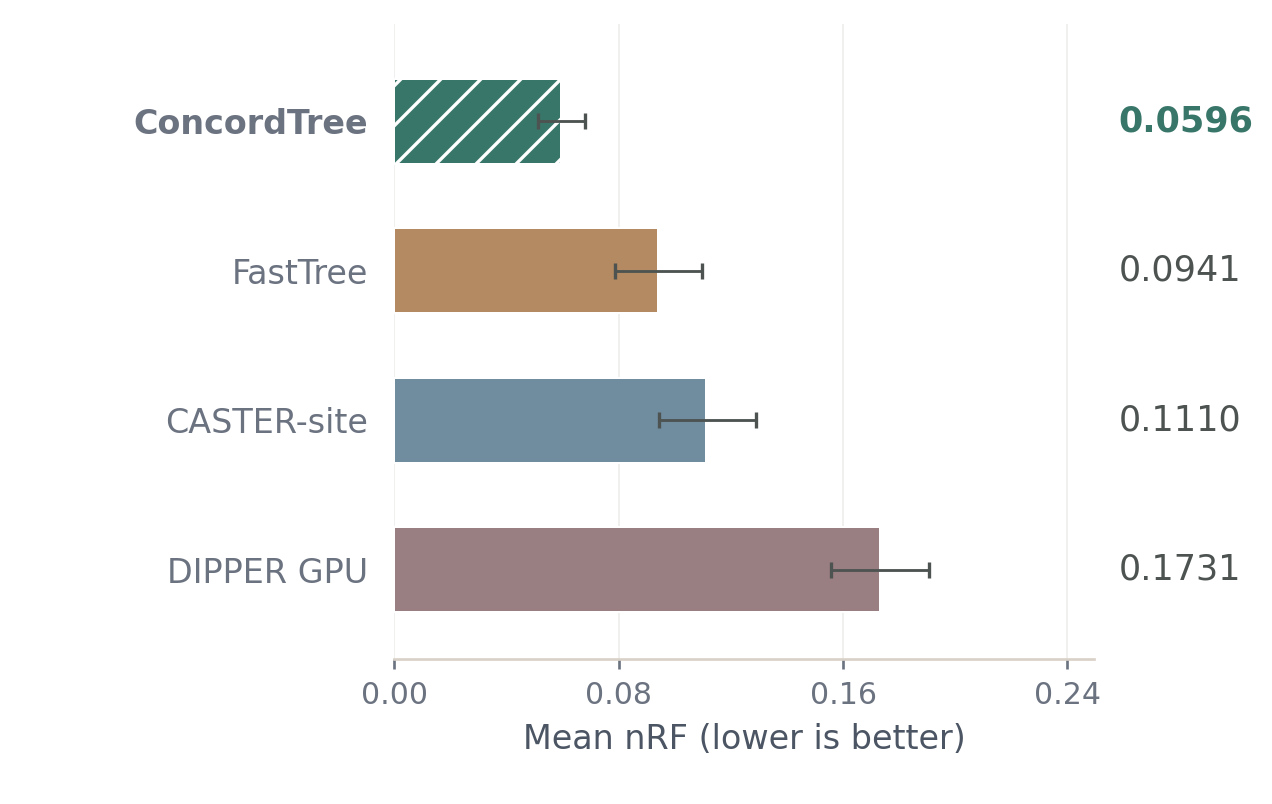 ConcordTree 0.0596
FastTree 0.0941
CASTER-site 0.1110
DIPPER GPU 0.1731
0.00 0.08 0.16 0.24
Mean nRF (lower is better)